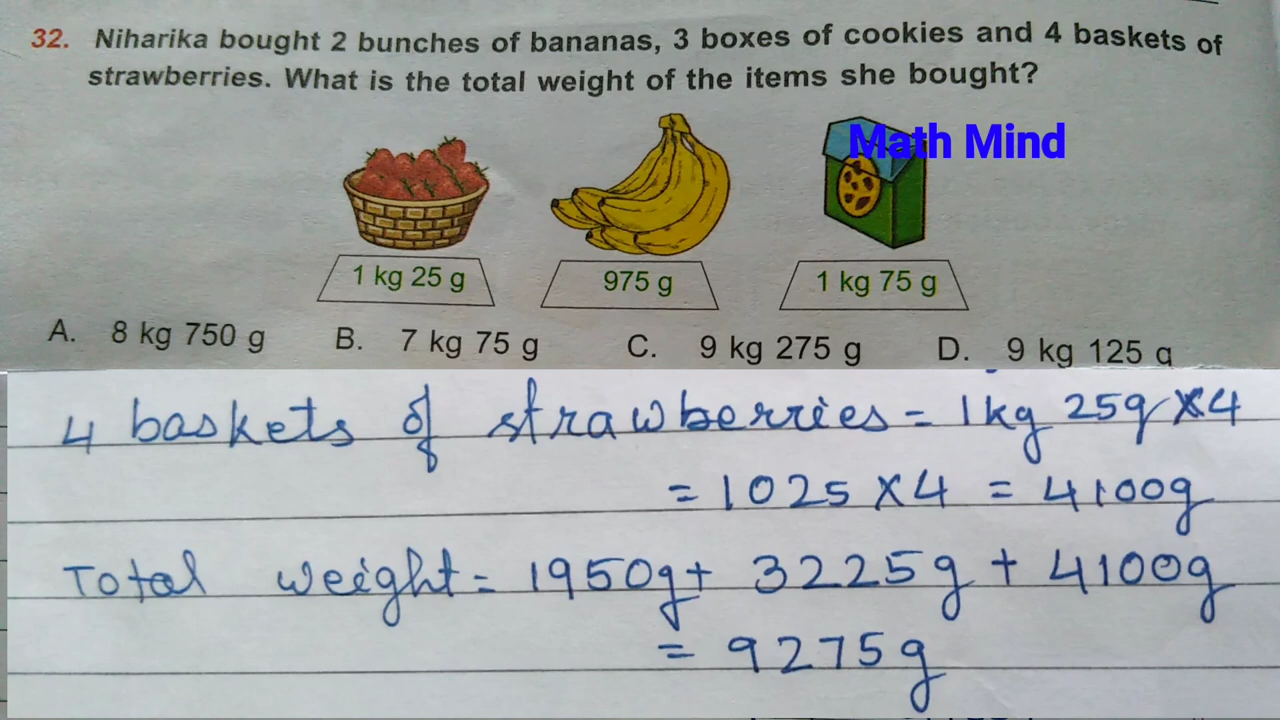 32. Niharika bought 2 bunches of bananas, 3 boxes of cookies and 4 baskets of
strawberries. What is the total weight of the items she bought?
Math Mind
1 kg 25 g 975 g 1 kg 75 g
A. 8 kg 750 g B. 7 kg 75 g C. 9 kg 275 g D. 9 kg 125 g
4 baskets of strawberries = 1kg 25g x 4
= 1025 x 4 = 4100g
Total weight = 1950g + 3225g + 4100g
= 9275g